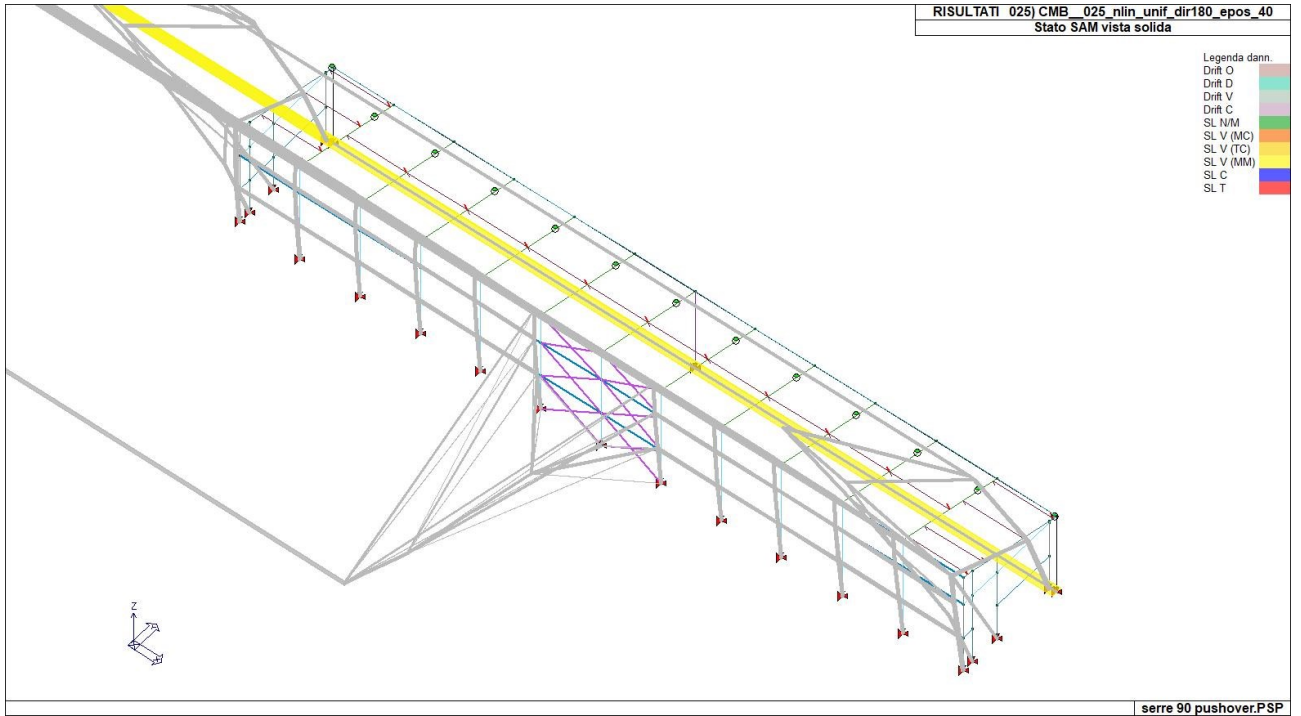 RISULTATI 025) CMB__025_nlin_unif_dir180_epos_40
Stato SAM vista solida
Legenda dann.
Drift O
Drift D
Drift V
Drift C
SL N/M
SL V (MC)
SL V (TC)
SL V (MM)
SL C
SL T
Z
serre 90 pushover.PSP